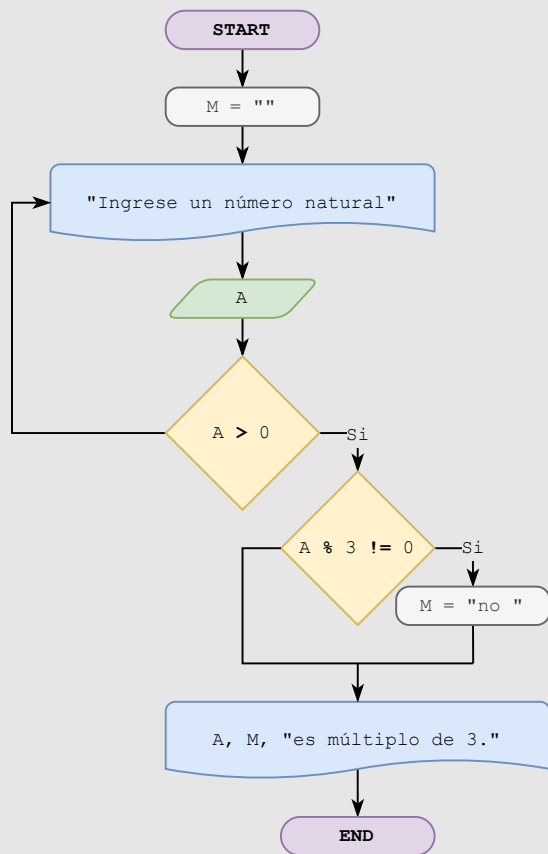 START
M = ""
"Ingrese un número natural"
A
A > 0
Si
A % 3 != 0
Si
M = "no "
A, M, "es múltiplo de 3."
END